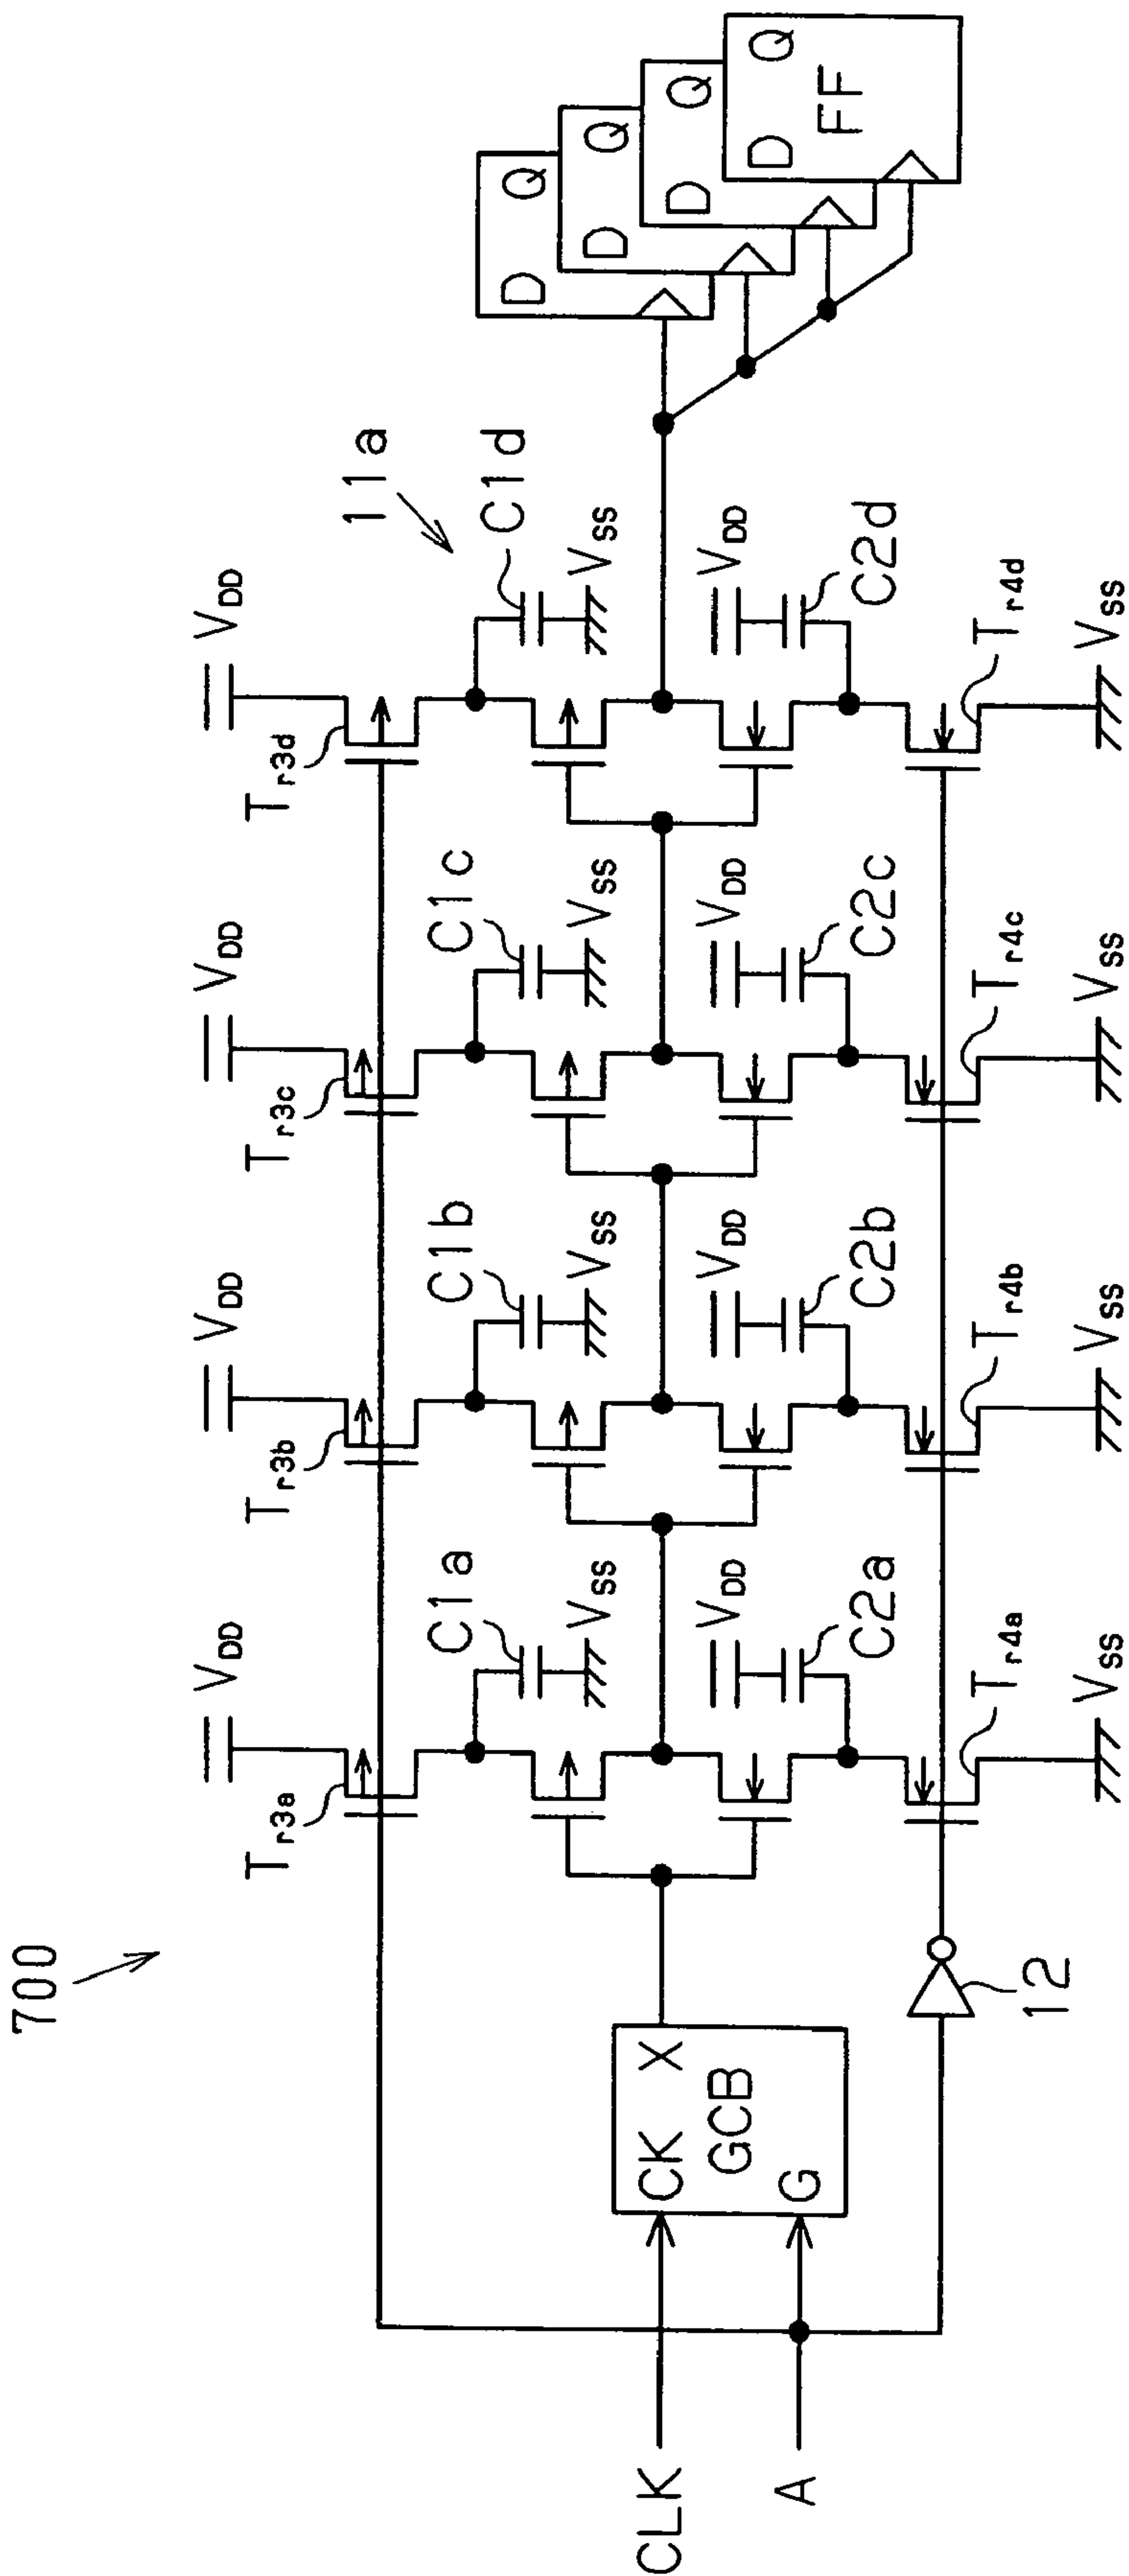 700
11a
VDD VDD VDD VDD
Tr3a Tr3b Tr3c Tr3d
C1a C1b C1c C1d
VSS VSS VSS VSS
D Q
D Q
D Q
D Q
FF
CLK
CK X
GCB
G
A
VDD VDD VDD VDD
C2a C2b C2c C2d
12
Tr4a Tr4b Tr4c Tr4d
VSS VSS VSS VSS